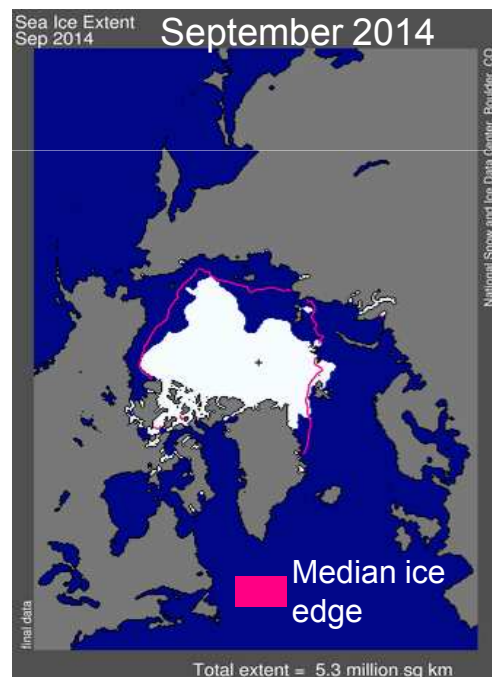 Sea Ice Extent
Sep 2014
September 2014
National Snow and Ice Data Center, Boulder, CO
Median ice
edge
final data
Total extent = 5.3 million sq km